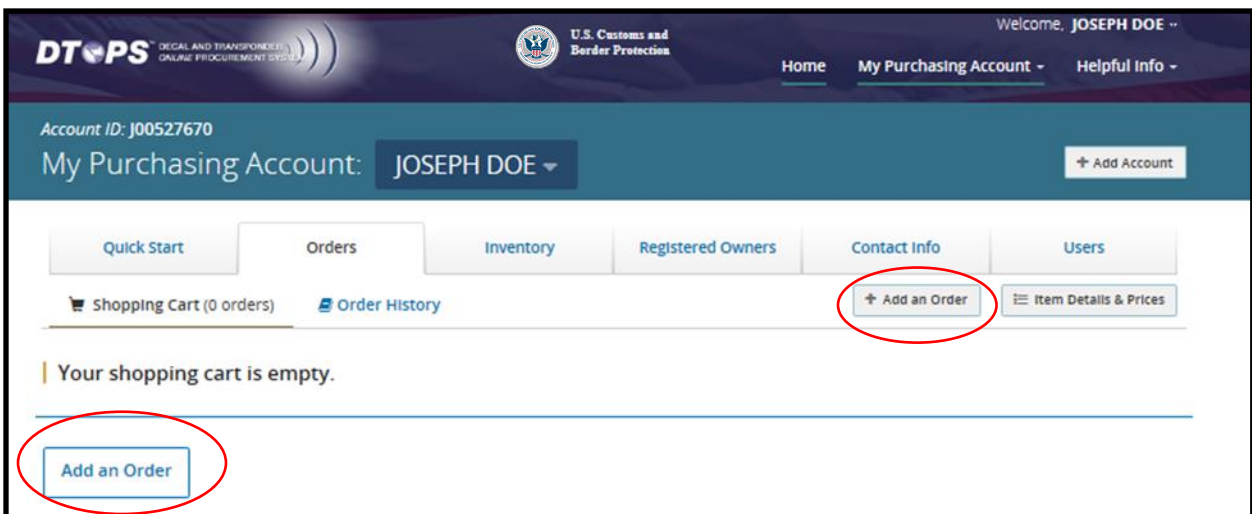 Welcome, JOSEPH DOE
DTOPS DECAL AND TRANSPONDER
ONLINE PROCUREMENT SYSTEM
U.S. Customs and
Border Protection
Home My Purchasing Account Helpful Info
Account ID: J00527670
My Purchasing Account: JOSEPH DOE
+ Add Account
Quick Start Orders Inventory Registered Owners Contact Info Users
Shopping Cart (0 orders) Order History + Add an Order Item Details & Prices
Your shopping cart is empty.
Add an Order